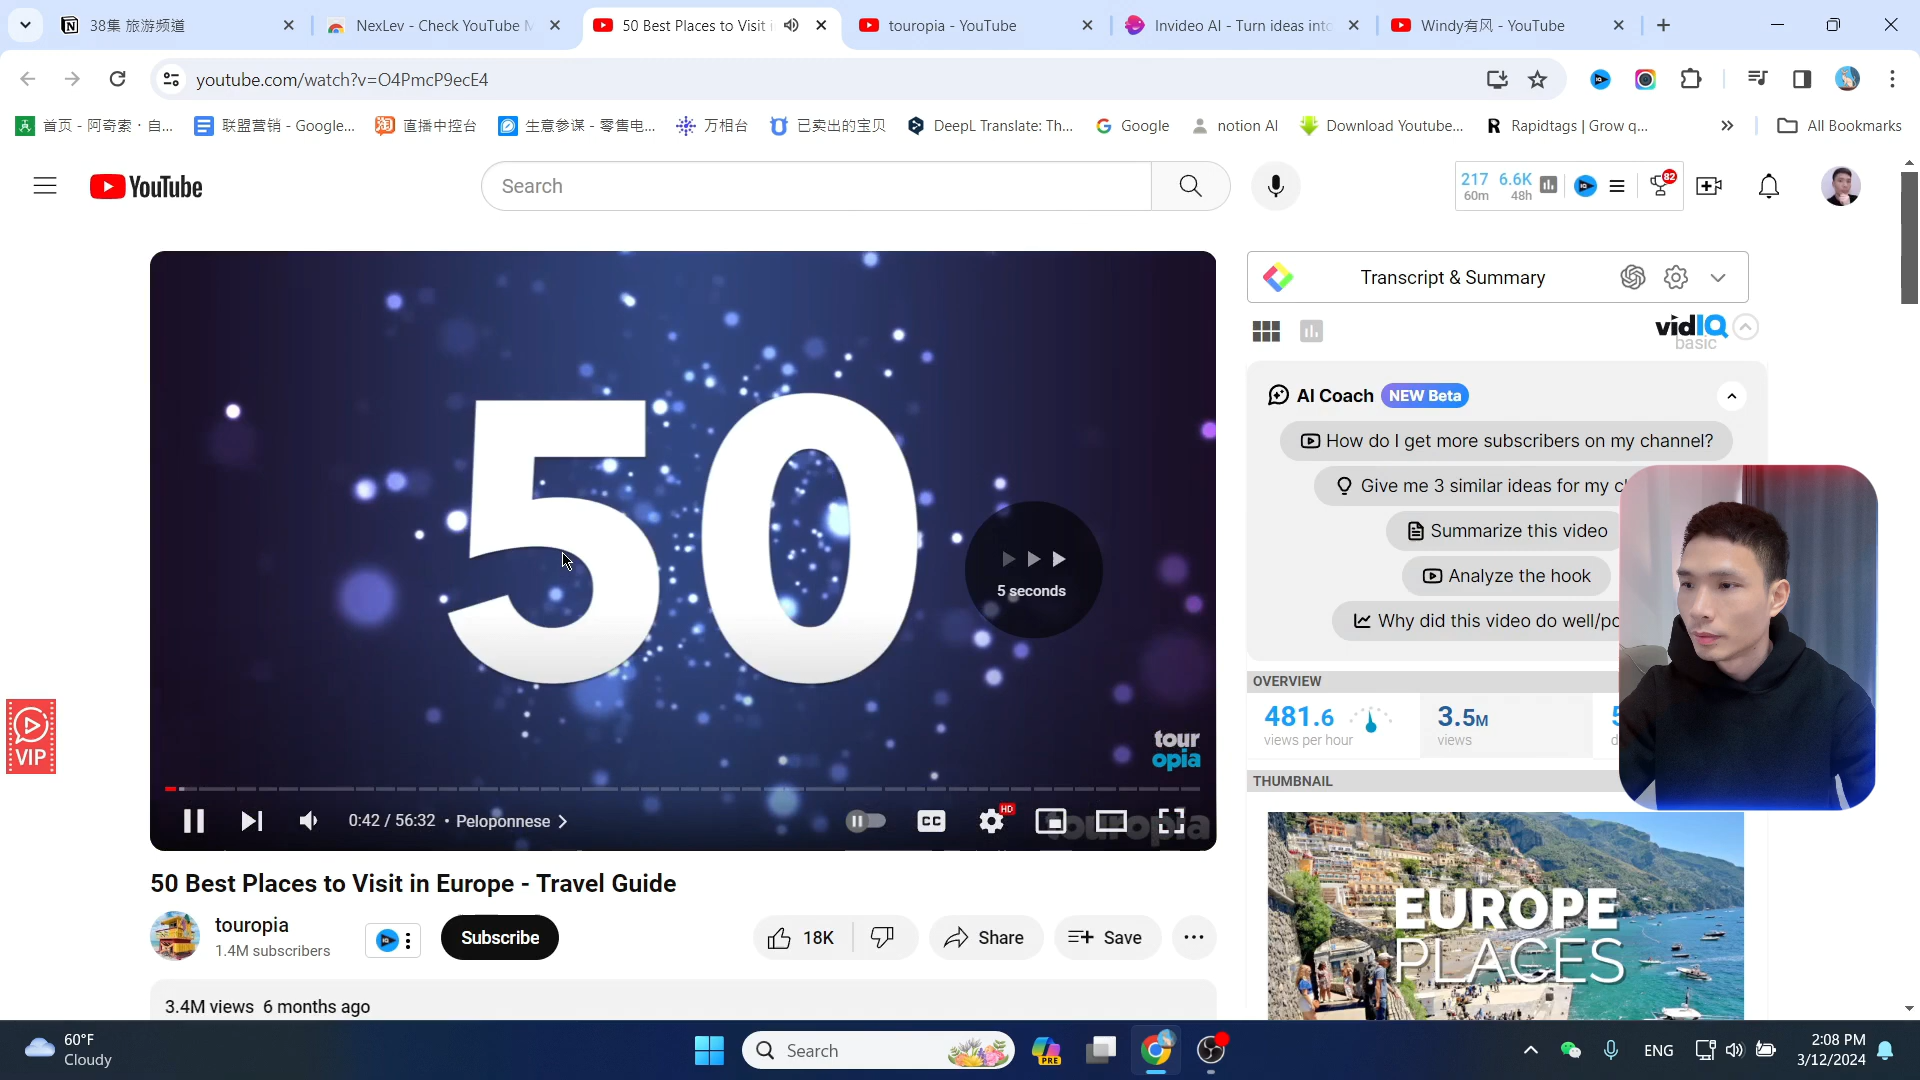 38集 旅游频道
NexLev - Check YouTube M
50 Best Places to Visit i
touropia - YouTube
Invideo AI - Turn ideas into
Windy有风 - YouTube
youtube.com/watch?v=O4PmcP9ecE4
首页 - 阿奇索 · 自...
联盟营销 - Google...
直播中控台
生意参谋 - 零售电...
万相台
已卖出的宝贝
DeepL Translate: Th...
Google
notion AI
Download Youtube...
Rapidtags | Grow q...
All Bookmarks
YouTube
Search
217 6.6K
60m 48h
82
50
5 seconds
tour
opia
0:42 / 56:32 • Peloponnese
CC
HD
touropia
VIP
50 Best Places to Visit in Europe - Travel Guide
touropia
1.4M subscribers
Subscribe
18K
Share
Save
3.4M views 6 months ago
Transcript & Summary
vidIQ
basic
AI Coach NEW Beta
How do I get more subscribers on my channel?
Give me 3 similar ideas for my c
Summarize this video
Analyze the hook
Why did this video do well/po
OVERVIEW
481.6
views per hour
3.5M
views
THUMBNAIL
EUROPE
PLACES
60°F
Cloudy
Search
PRE
ENG
2:08 PM
3/12/2024